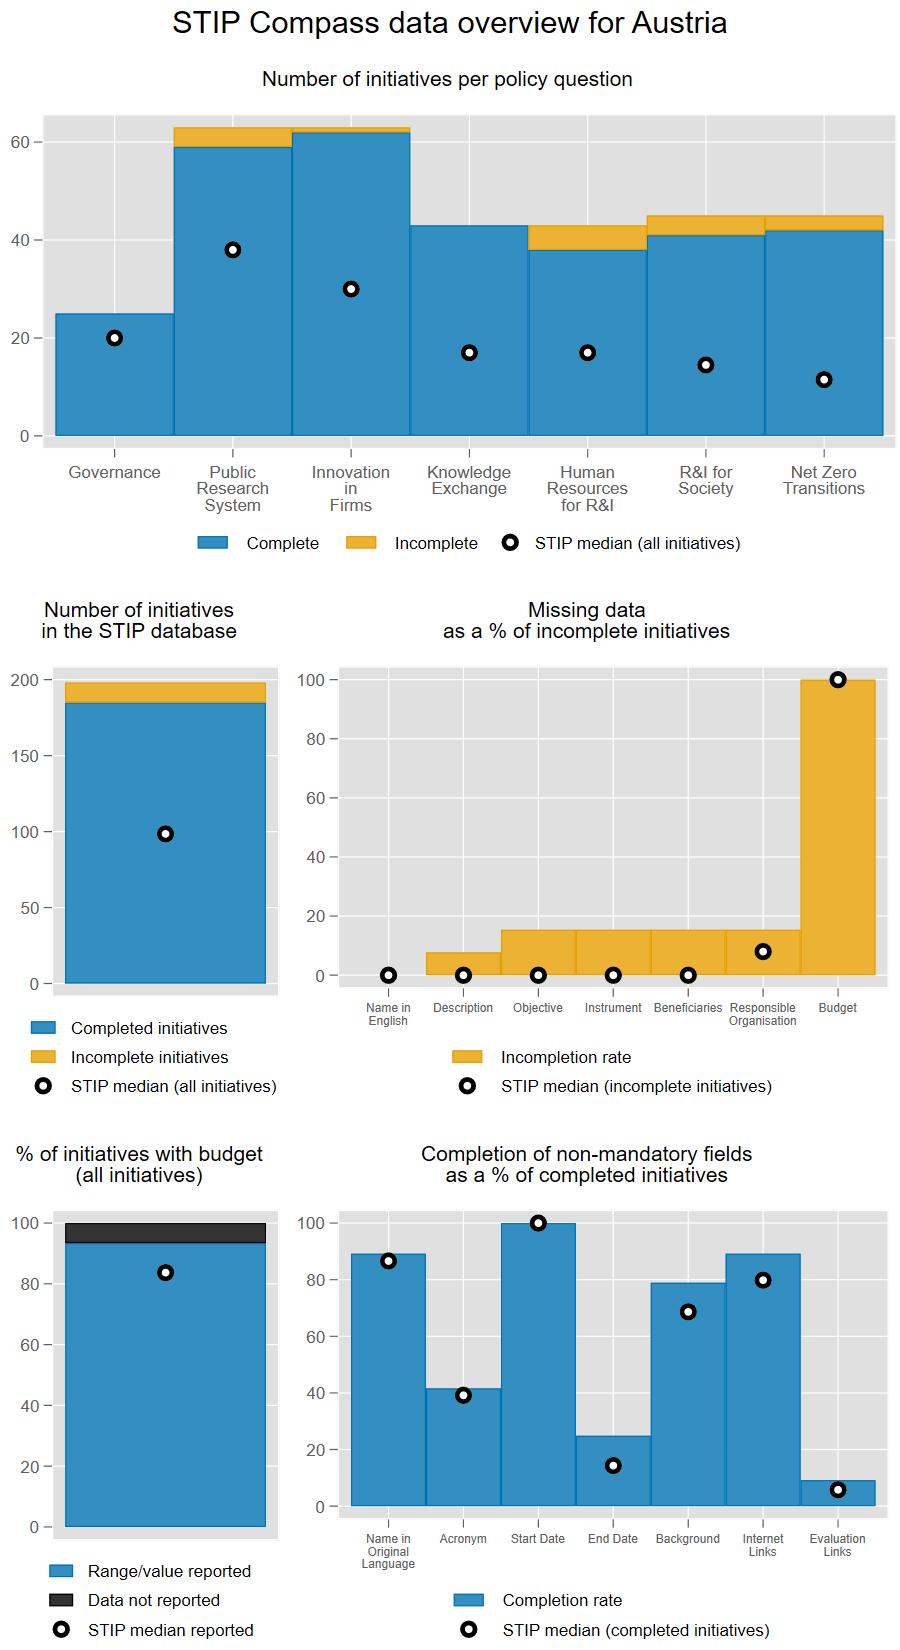 STIP Compass data overview for Austria
Number of initiatives per policy question
60
40
20
0
Governance
Public
Research
System
Innovation
in
Firms
Knowledge
Exchange
Human
Resources
for R&I
R&I for
Society
Net Zero
Transitions
Complete
Incomplete
STIP median (all initiatives)
Number of initiatives
in the STIP database
200
150
100
50
0
Completed initiatives
Incomplete initiatives
STIP median (all initiatives)
Missing data
as a % of incomplete initiatives
100
80
60
40
20
0
Name in
English
Description
Objective
Instrument
Beneficiaries
Responsible
Organisation
Budget
Incompletion rate
STIP median (incomplete initiatives)
% of initiatives with budget
(all initiatives)
100
80
60
40
20
0
Range/value reported
Data not reported
STIP median reported
Completion of non-mandatory fields
as a % of completed initiatives
100
80
60
40
20
0
Name in
Original
Language
Acronym
Start Date
End Date
Background
Internet
Links
Evaluation
Links
Completion rate
STIP median (completed initiatives)